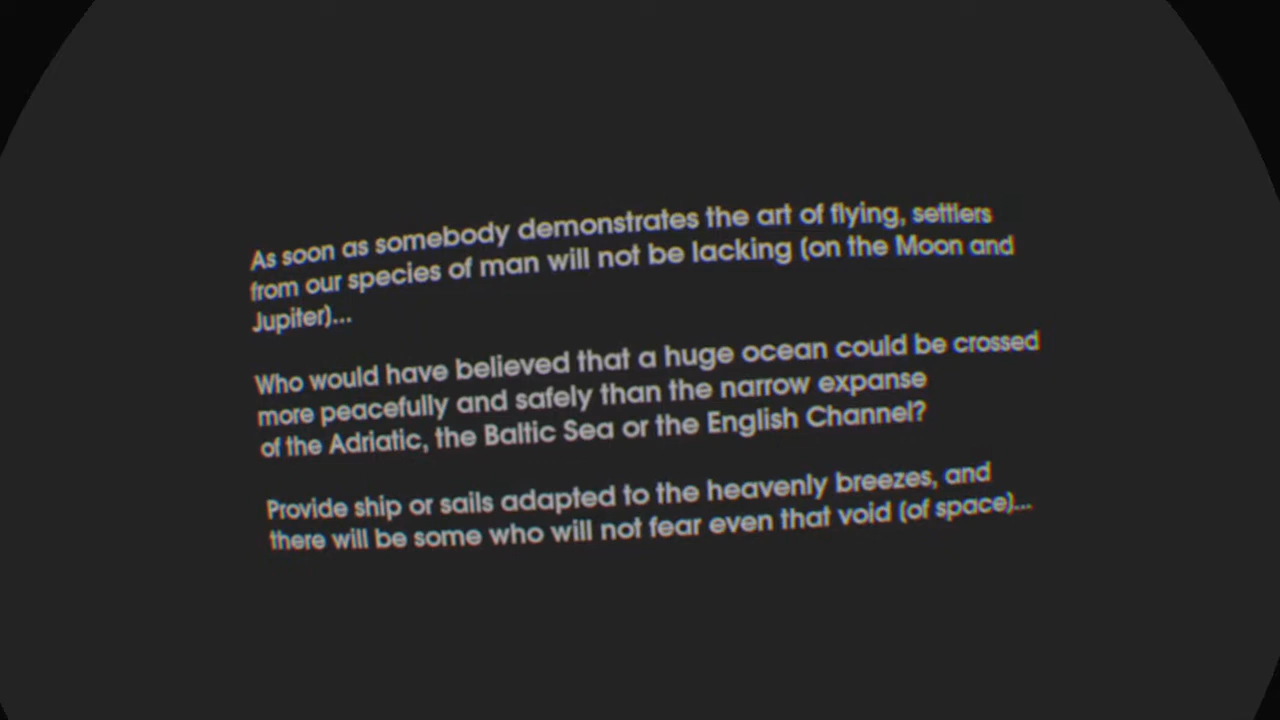 As soon as somebody demonstrates the art of flying, settlers
from our species of man will not be lacking (on the Moon and
Jupiter)...
Who would have believed that a huge ocean could be crossed
more peacefully and safely than the narrow expanse
of the Adriatic, the Baltic Sea or the English Channel?
Provide ship or sails adapted to the heavenly breezes, and
there will be some who will not fear even that void (of space)...